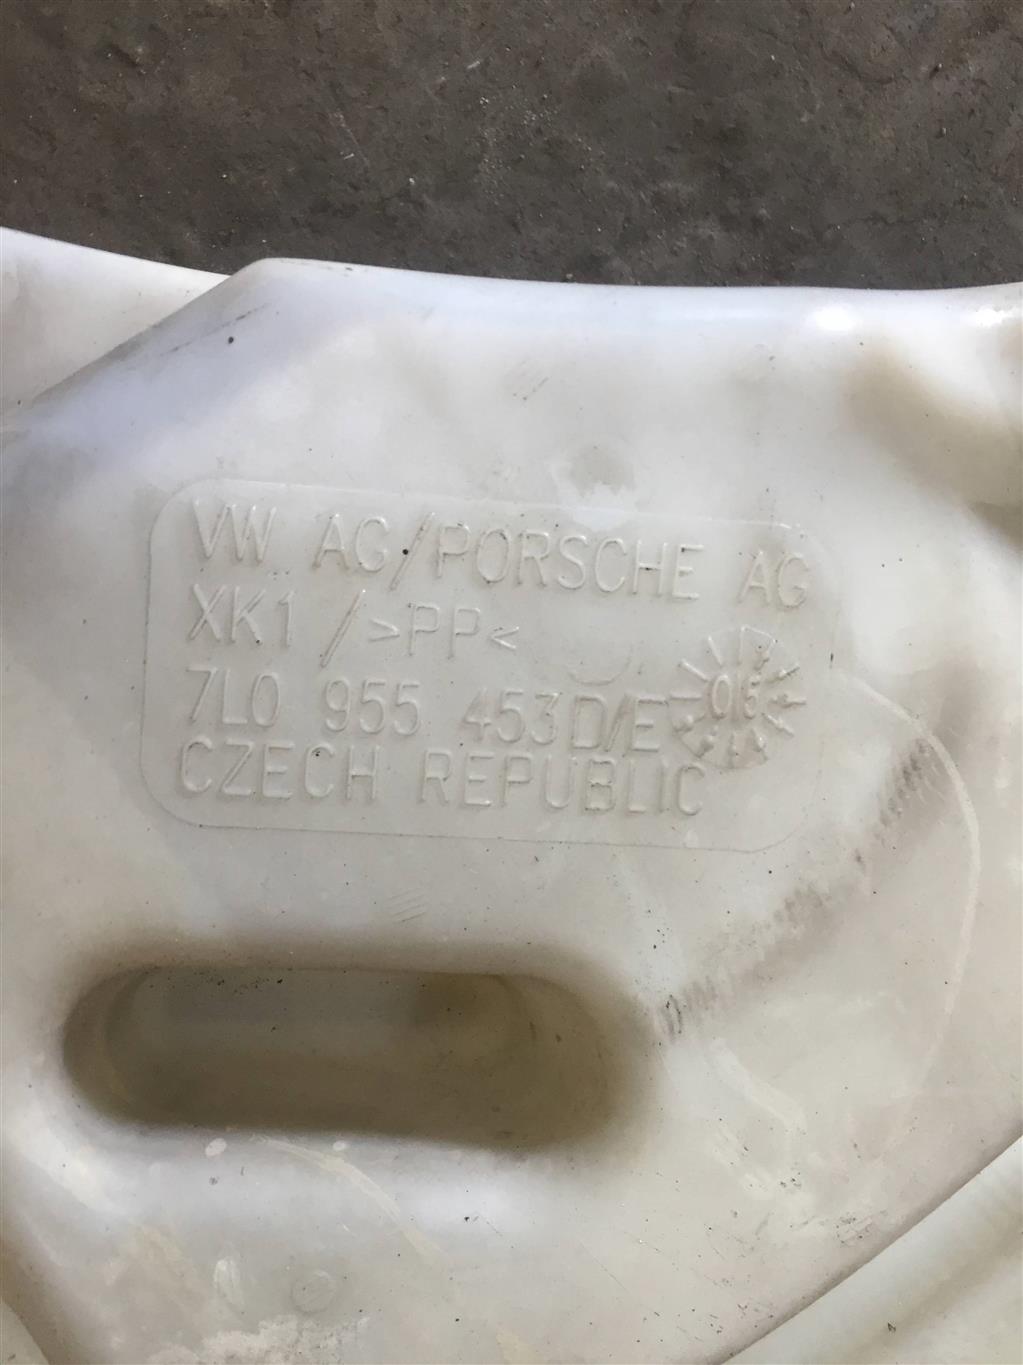 VW AG/PORSCHE AG
XK1 />PP<
7L0 955 453D/E
CZECH REPUBLIC